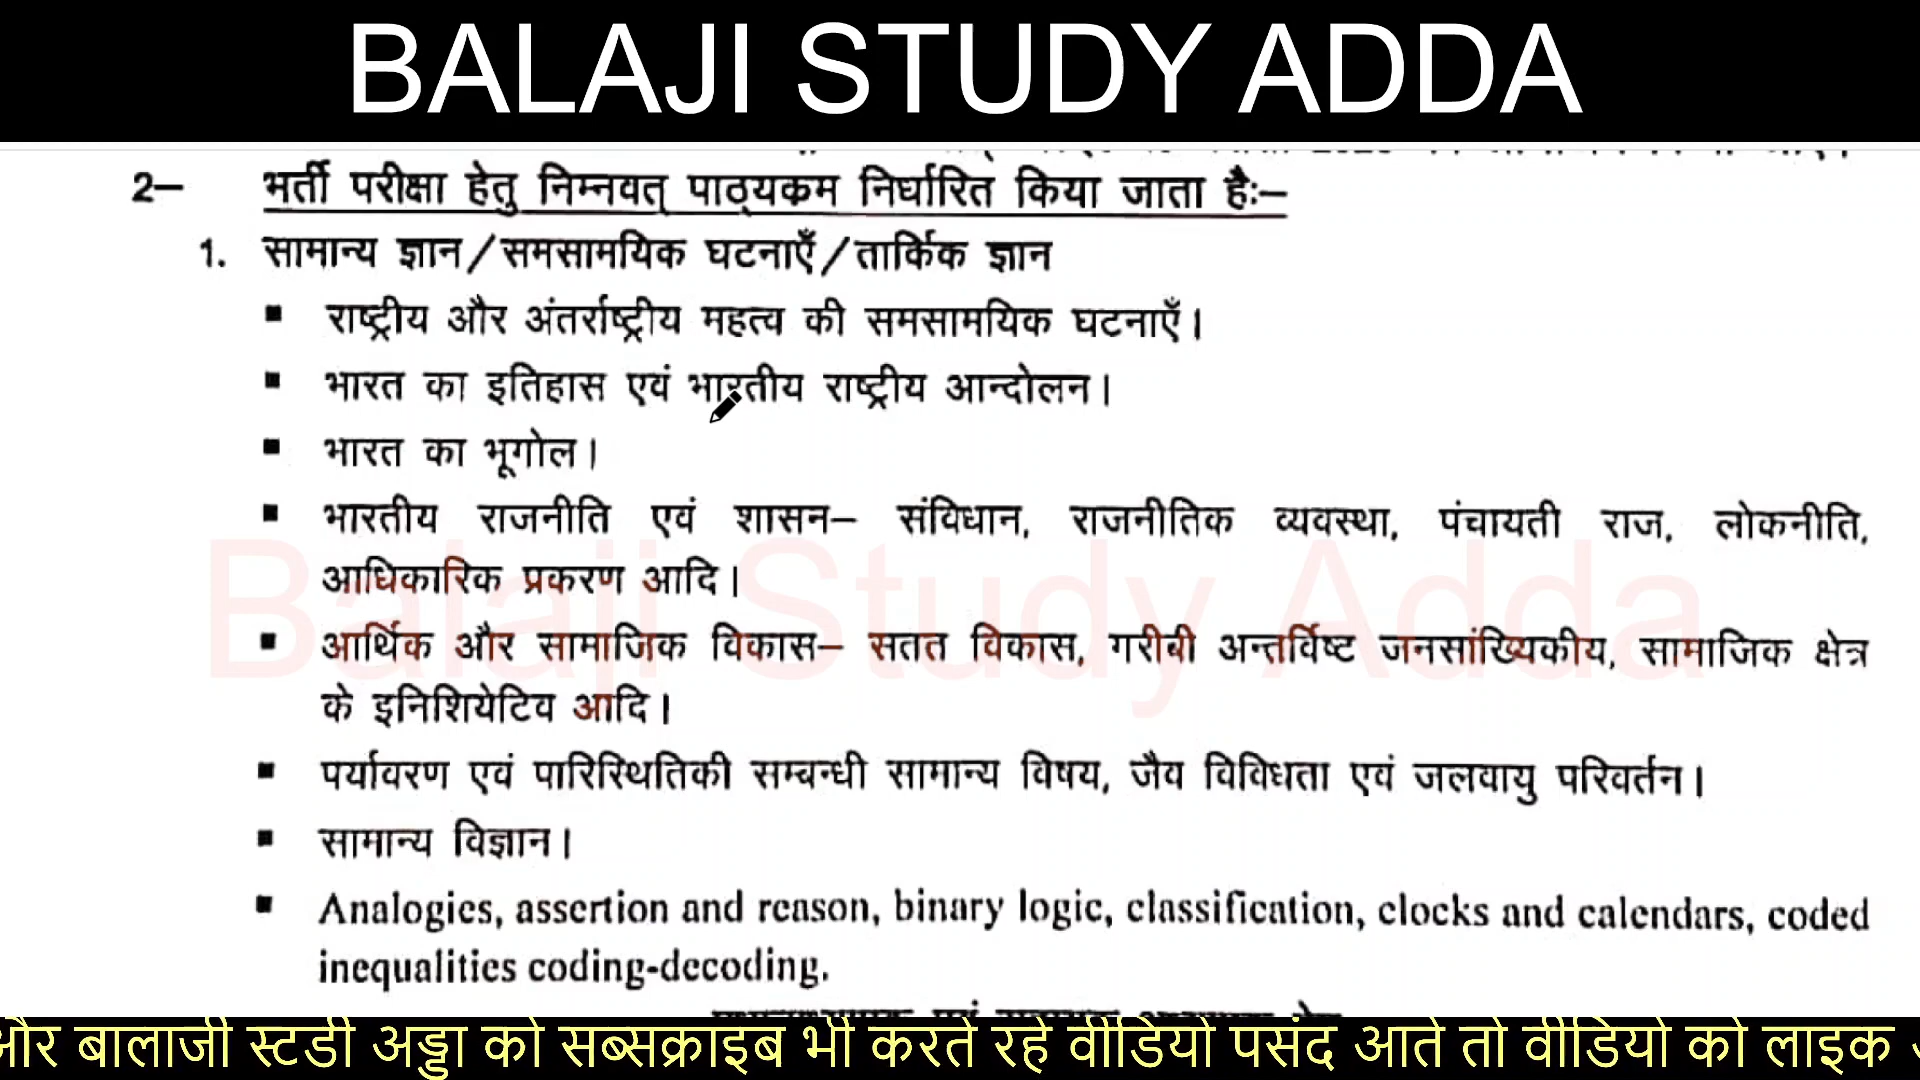 BALAJI STUDY ADDA
2– भर्ती परीक्षा हेतु निम्नवत् पाठ्यक्रम निर्धारित किया जाता हैः–
1. सामान्य ज्ञान/समसामयिक घटनाएँ/तार्किक ज्ञान
▪ राष्ट्रीय और अंतर्राष्ट्रीय महत्व की समसामयिक घटनाएँ।
▪ भारत का इतिहास एवं भारतीय राष्ट्रीय आन्दोलन।
▪ भारत का भूगोल।
▪ भारतीय राजनीति एवं शासन– संविधान, राजनीतिक व्यवस्था, पंचायती राज, लोकनीति,
आधिकारिक प्रकरण आदि।
▪ आर्थिक और सामाजिक विकास– सतत विकास, गरीबी अन्तर्विष्ट जनसांख्यिकीय, सामाजिक क्षेत्र
के इनिशियेटिव आदि।
▪ पर्यावरण एवं पारिस्थितिकी सम्बन्धी सामान्य विषय, जैव विविधता एवं जलवायु परिवर्तन।
▪ सामान्य विज्ञान।
▪ Analogies, assertion and reason, binary logic, classification, clocks and calendars, coded
inequalities coding-decoding.
Balaji Study Adda
और बालाजी स्टडी अड्डा को सब्सक्राइब भी करते रहे वीडियो पसंद आते तो वीडियो को लाइक